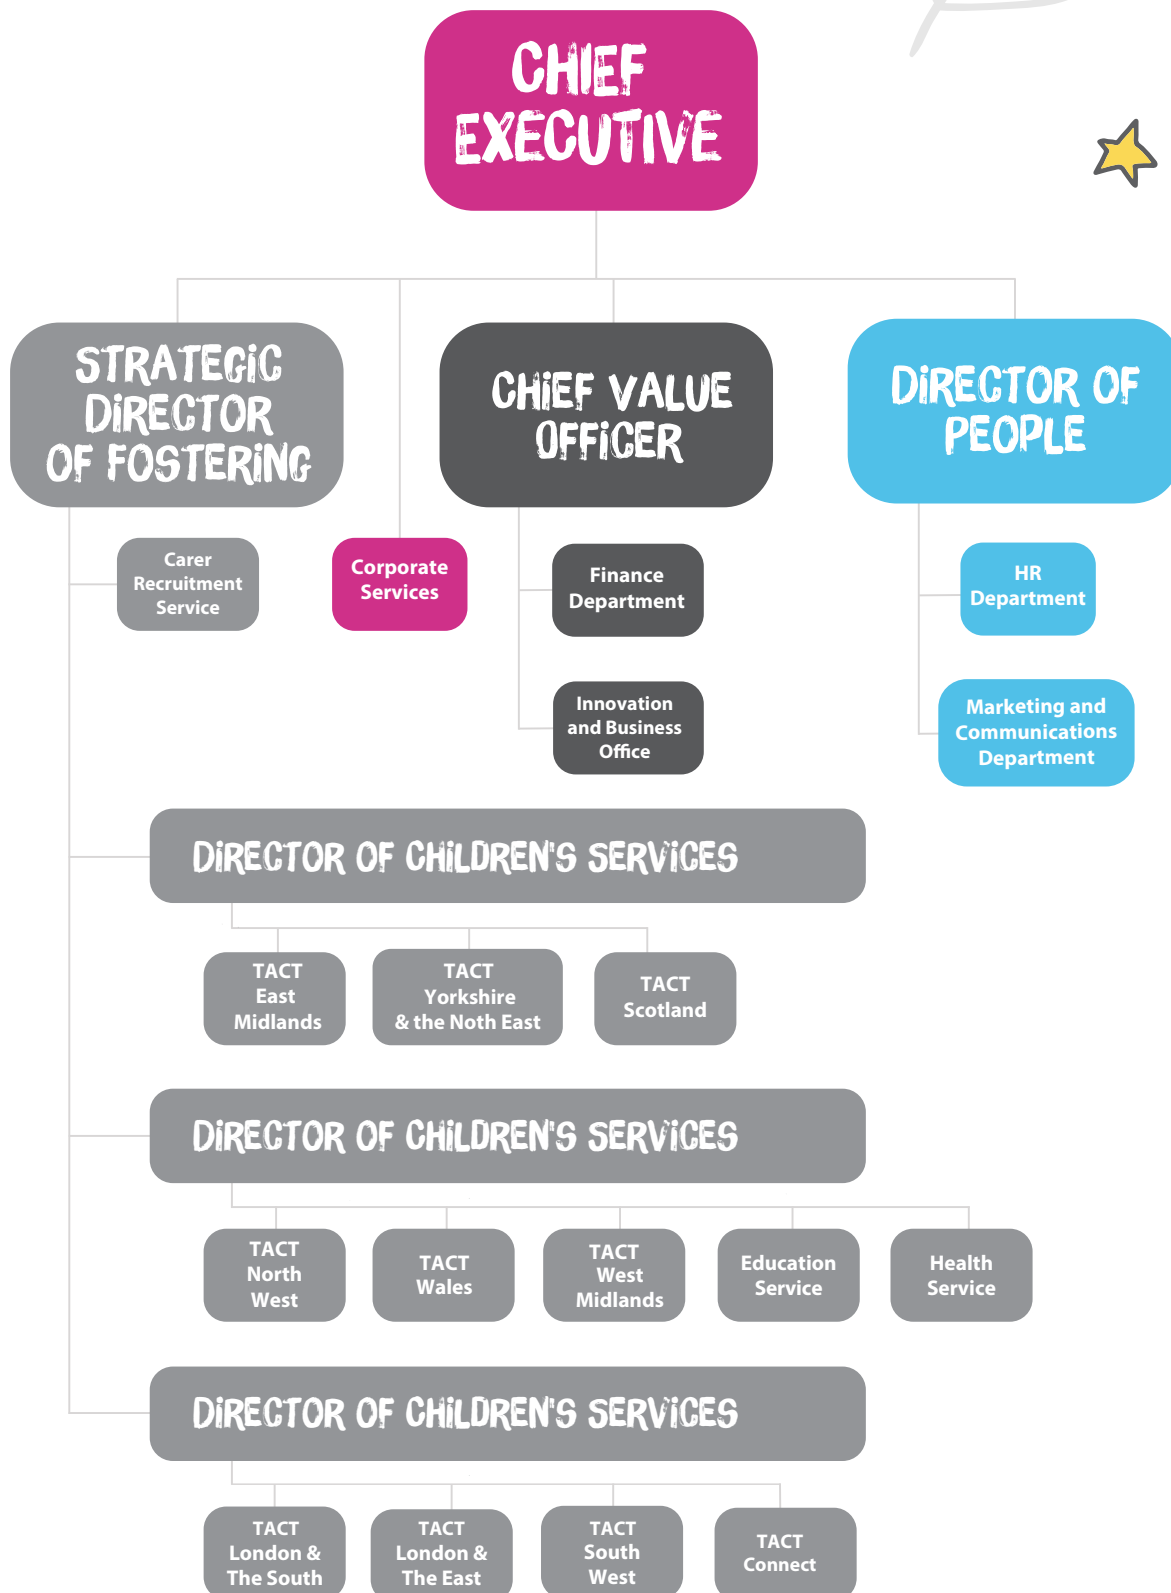 CHIEF
EXECUTIVE
STRATEGIC
DIRECTOR
OF FOSTERING
CHIEF VALUE
OFFICER
DIRECTOR OF
PEOPLE
Carer
Recruitment
Service
Corporate
Services
Finance
Department
HR
Department
Innovation
and Business
Office
Marketing and
Communications
Department
DIRECTOR OF CHILDREN'S SERVICES
TACT
East
Midlands
TACT
Yorkshire
& the Noth East
TACT
Scotland
DIRECTOR OF CHILDREN'S SERVICES
TACT
North
West
TACT
Wales
TACT
West
Midlands
Education
Service
Health
Service
DIRECTOR OF CHILDREN'S SERVICES
TACT
London &
The South
TACT
London &
The East
TACT
South
West
TACT
Connect